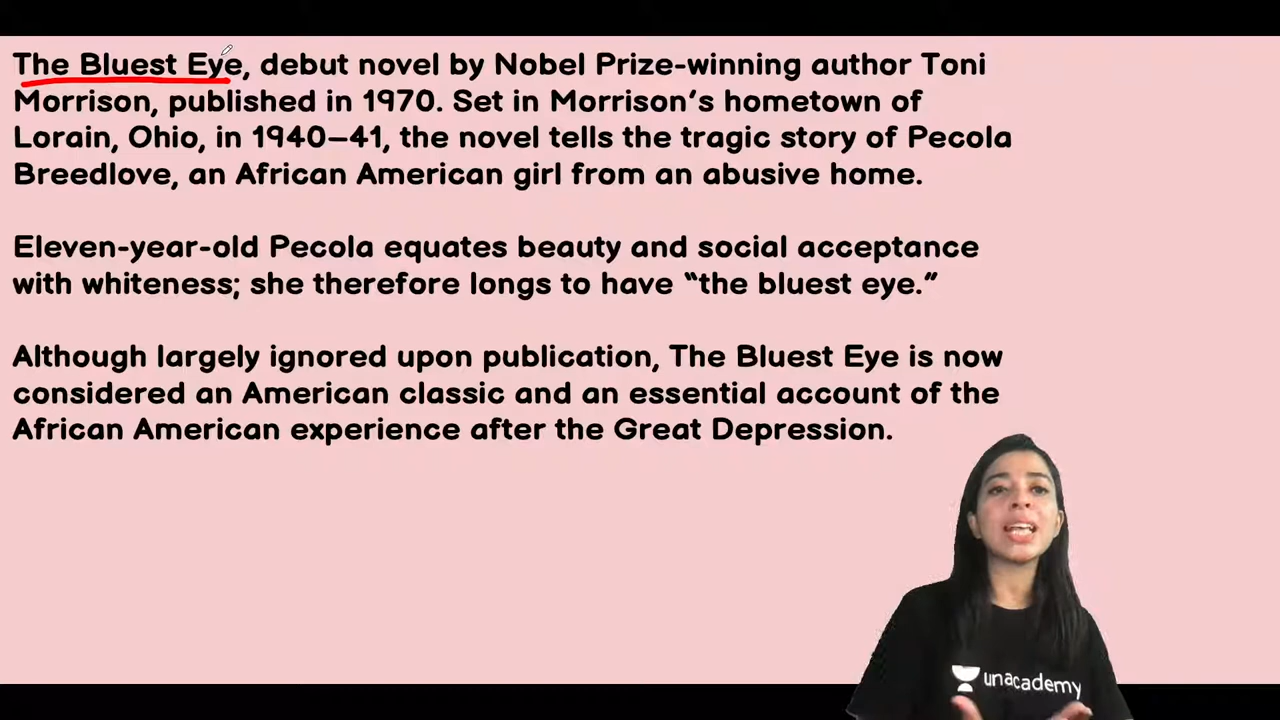 The Bluest Eye, debut novel by Nobel Prize-winning author Toni
Morrison, published in 1970. Set in Morrison’s hometown of
Lorain, Ohio, in 1940–41, the novel tells the tragic story of Pecola
Breedlove, an African American girl from an abusive home.
Eleven-year-old Pecola equates beauty and social acceptance
with whiteness; she therefore longs to have “the bluest eye.”
Although largely ignored upon publication, The Bluest Eye is now
considered an American classic and an essential account of the
African American experience after the Great Depression.
unacademy